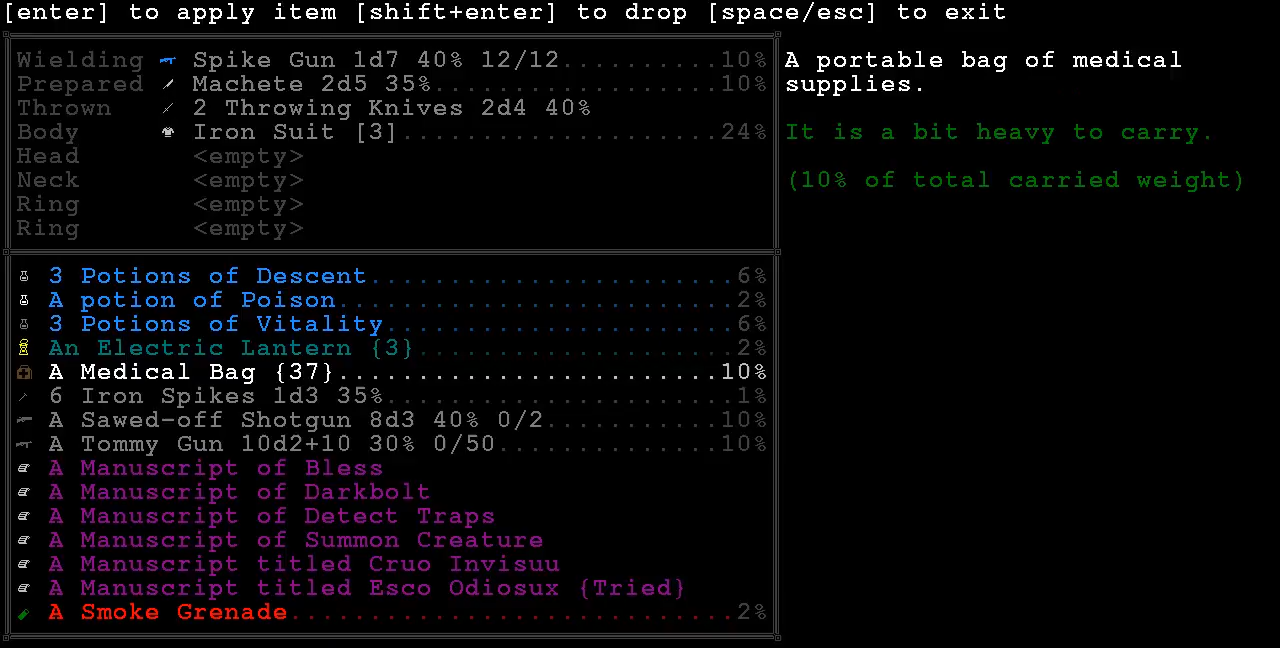 [enter] to apply item [shift+enter] to drop [space/esc] to exit
Wielding Spike Gun 1d7 40% 12/12.............10%
Prepared Machete 2d5 35%.....................10%
Thrown 2 Throwing Knives 2d4 40%
Body Iron Suit [3].......................24%
Head <empty>
Neck <empty>
Ring <empty>
Ring <empty>
3 Potions of Descent.......................6%
A potion of Poison.........................2%
3 Potions of Vitality......................6%
An Electric Lantern {3}....................2%
A Medical Bag {37}........................10%
6 Iron Spikes 1d3 35%......................1%
A Sawed-off Shotgun 8d3 40% 0/2...........10%
A Tommy Gun 10d2+10 30% 0/50..............10%
A Manuscript of Bless
A Manuscript of Darkbolt
A Manuscript of Detect Traps
A Manuscript of Summon Creature
A Manuscript titled Cruo Invisuu
A Manuscript titled Esco Odiosux {Tried}
A Smoke Grenade............................2%
A portable bag of medical
supplies.
It is a bit heavy to carry.
(10% of total carried weight)